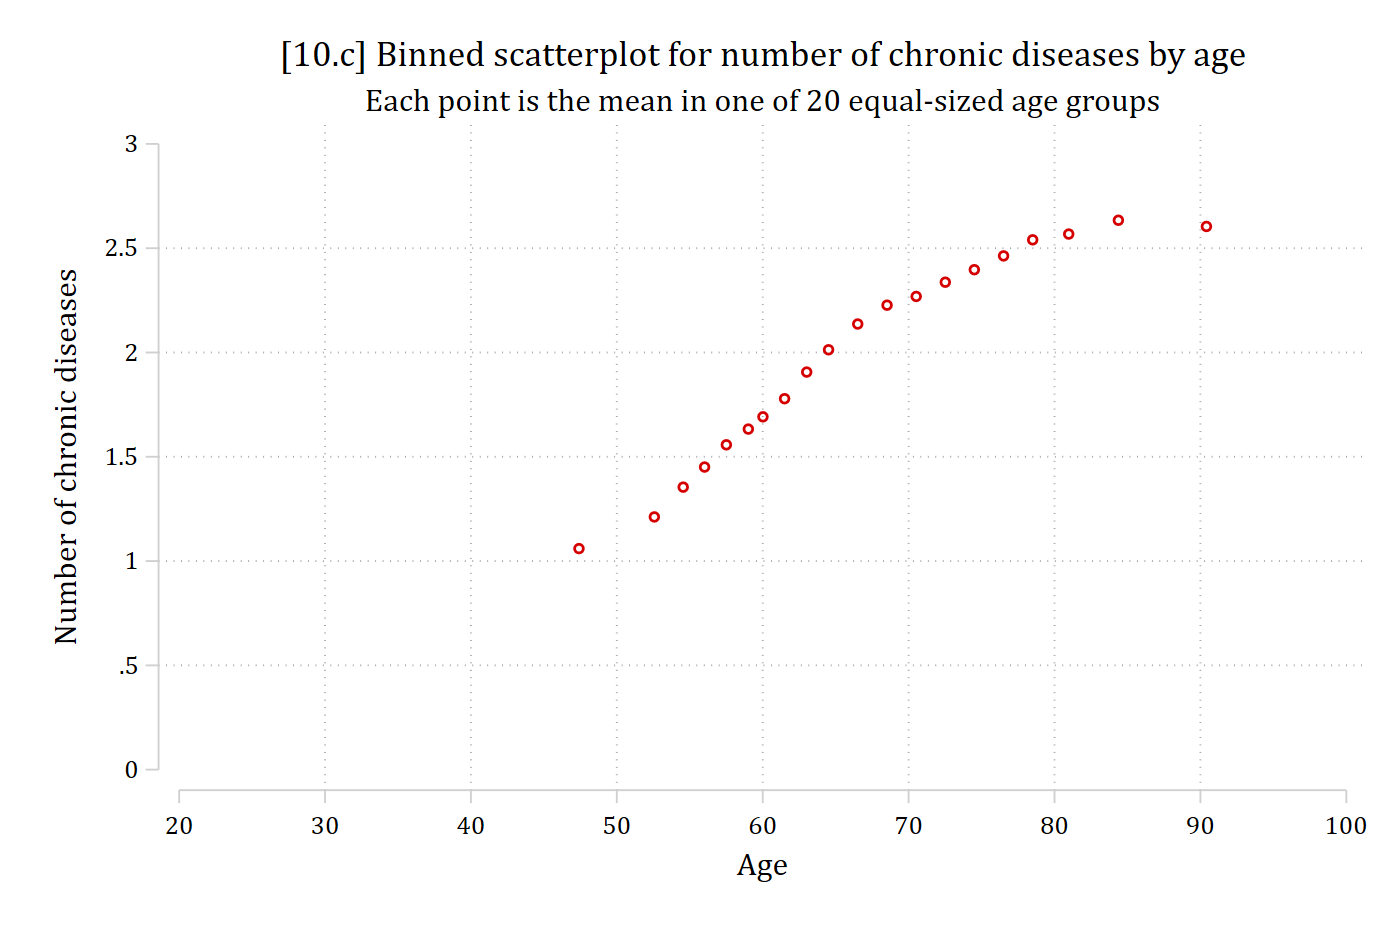 [10.c] Binned scatterplot for number of chronic diseases by age
Each point is the mean in one of 20 equal-sized age groups
3
2.5
2
1.5
1
.5
0
Number of chronic diseases
20 30 40 50 60 70 80 90 100
Age